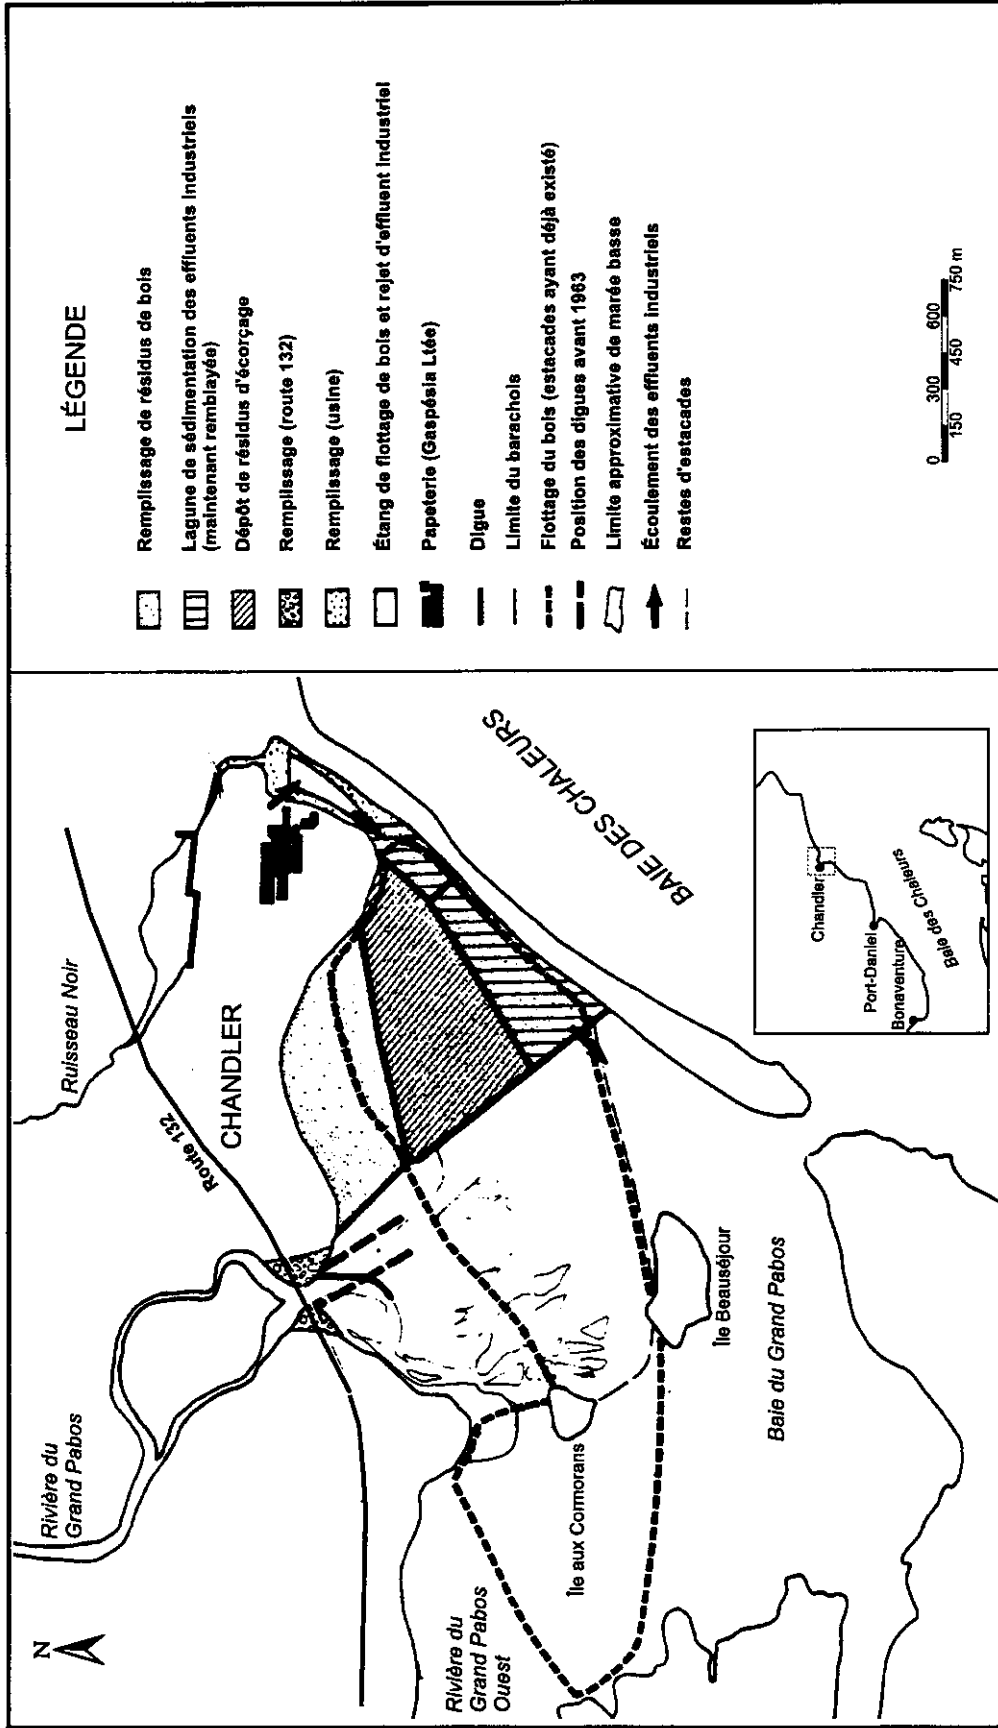 N
Rivière du
Grand Pabos
Ruisseau Noir
Route 132
CHANDLER
Rivière du
Grand Pabos
Ouest
Île aux Cormorans
Île Beauséjour
Baie du Grand Pabos
BAIE DES CHALEURS
Chandler
Port-Daniel
Bonaventure
Baie des Chaleurs
LÉGENDE
Remplissage de résidus de bois
Lagune de sédimentation des effluents industriels
(maintenant remblayée)
Dépôt de résidus d'écorçage
Remplissage (route 132)
Remplissage (usine)
Étang de flottage de bois et rejet d'effluent industriel
Papeterie (Gaspésia Ltée)
Digue
Limite du barachois
Flottage du bois (estacades ayant déjà existé)
Position des digues avant 1963
Limite approximative de marée basse
Écoulement des effluents industriels
Restes d'estacades
0 150 300 450 600 750 m